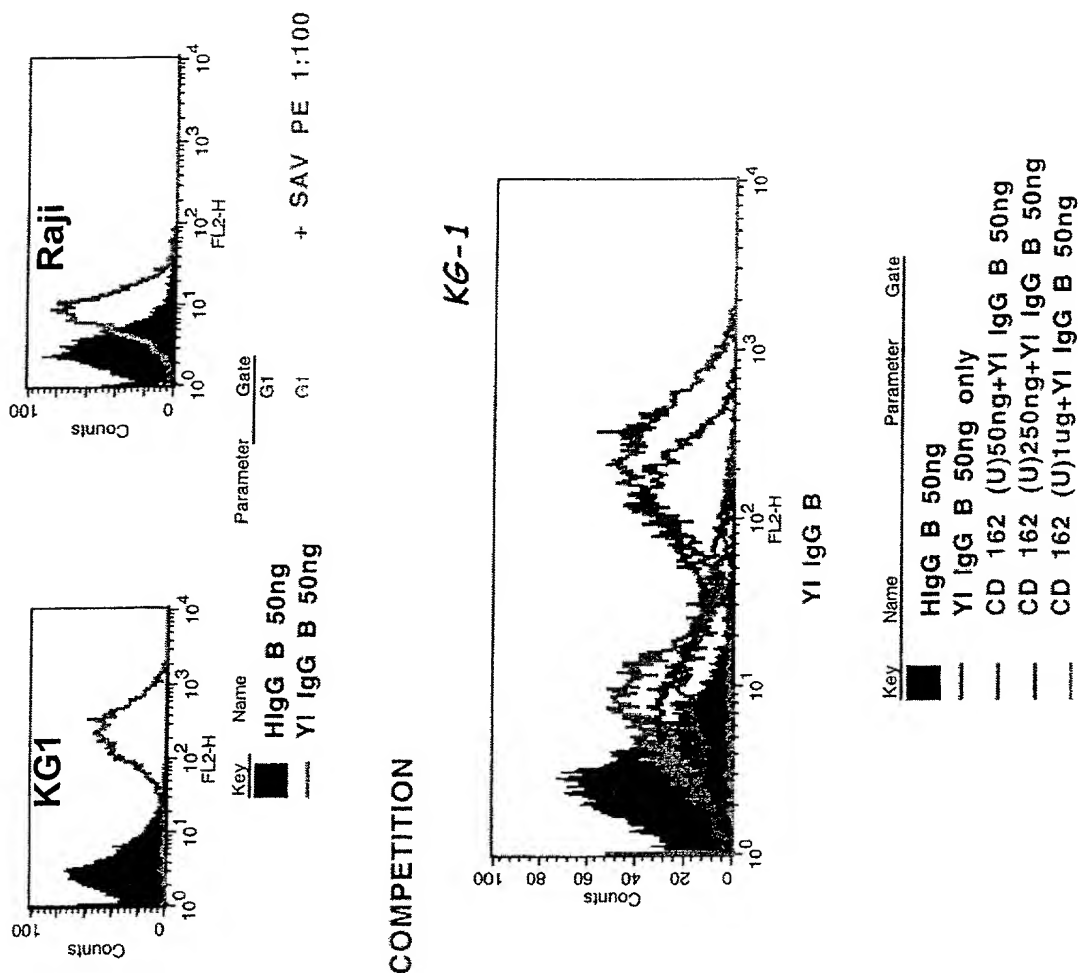 KG1
Counts
100
0
10^0
10^1
10^2
10^3
10^4
FL2-H
Key Name Parameter Gate
HIgG B 50ng G1
YI IgG B 50ng G1
Raji
Counts
100
0
10^0
10^1
10^2
10^3
10^4
FL2-H
+ SAV PE 1:100
COMPETITION
KG-1
Counts
100
80
60
40
20
0
10^0
10^1
10^2
10^3
10^4
FL2-H
YI IgG B
Key Name Parameter Gate
HIgG B 50ng
YI IgG B 50ng only
CD 162 (U)50ng+YI IgG B 50ng
CD 162 (U)250ng+YI IgG B 50ng
CD 162 (U)1ug+YI IgG B 50ng